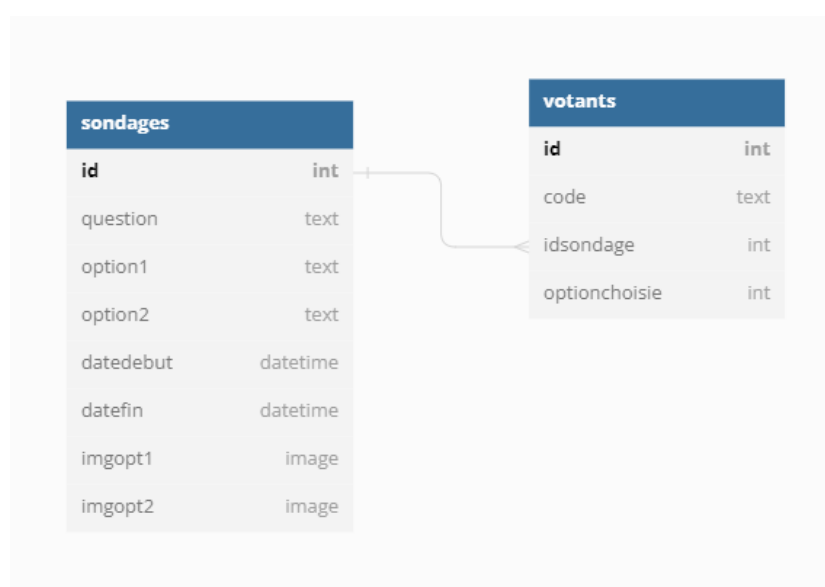 sondages
id int
question text
option1 text
option2 text
datedebut datetime
datefin datetime
imgopt1 image
imgopt2 image
votants
id int
code text
idsondage int
optionchoisie int